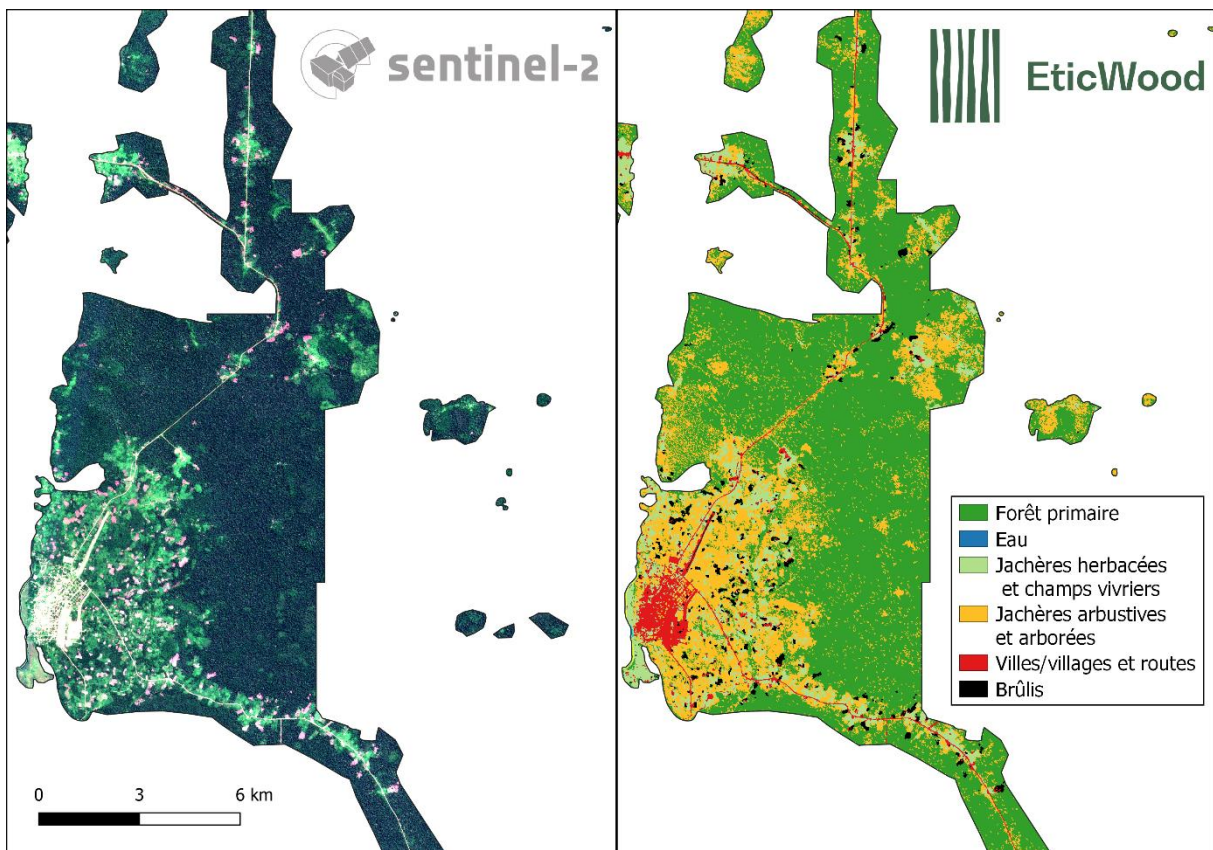 sentinel-2
EticWood
Forêt primaire
Eau
Jachères herbacées
et champs vivriers
Jachères arbustives
et arborées
Villes/villages et routes
Brûlis
0 3 6 km